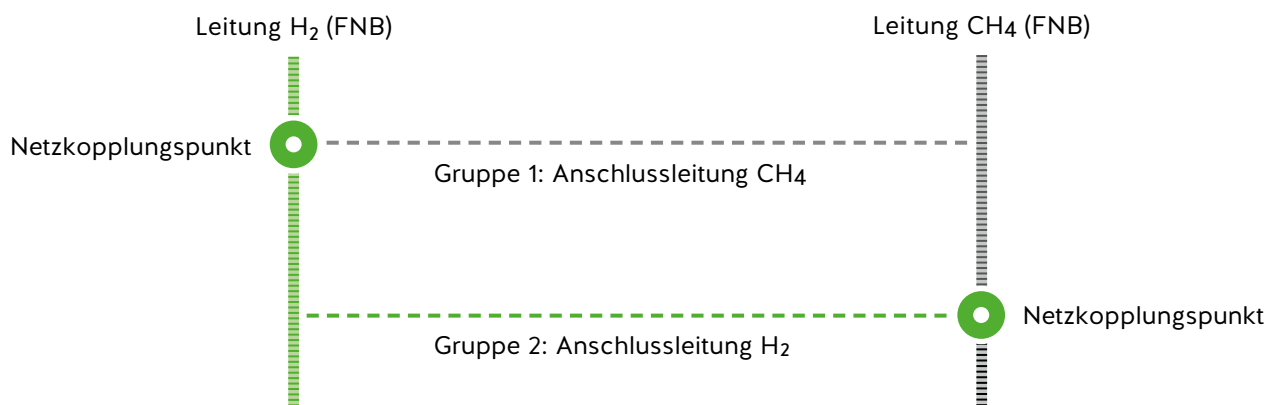 Leitung H₂ (FNB)
Leitung CH4 (FNB)
Netzkopplungspunkt
Gruppe 1: Anschlussleitung CH4
Netzkopplungspunkt
Gruppe 2: Anschlussleitung H₂